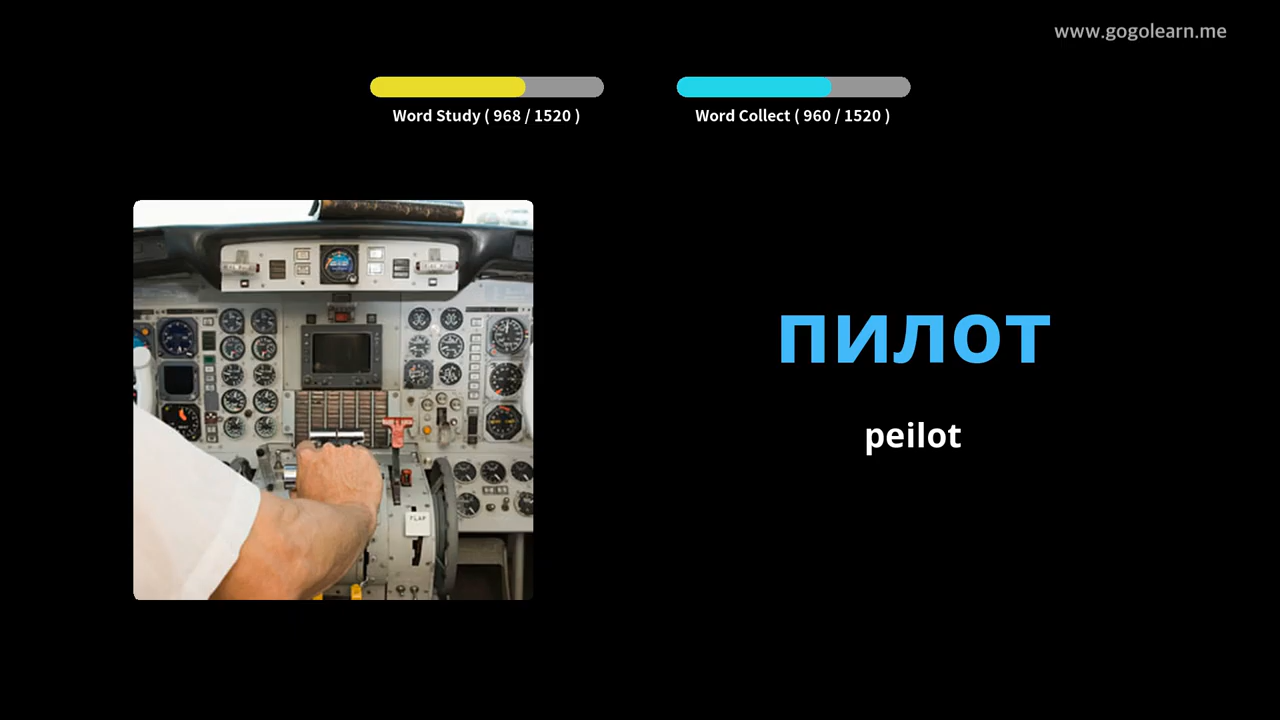 www.gogolearn.me
Word Study ( 968 / 1520 )
Word Collect ( 960 / 1520 )
пилот
peilot
FLAP